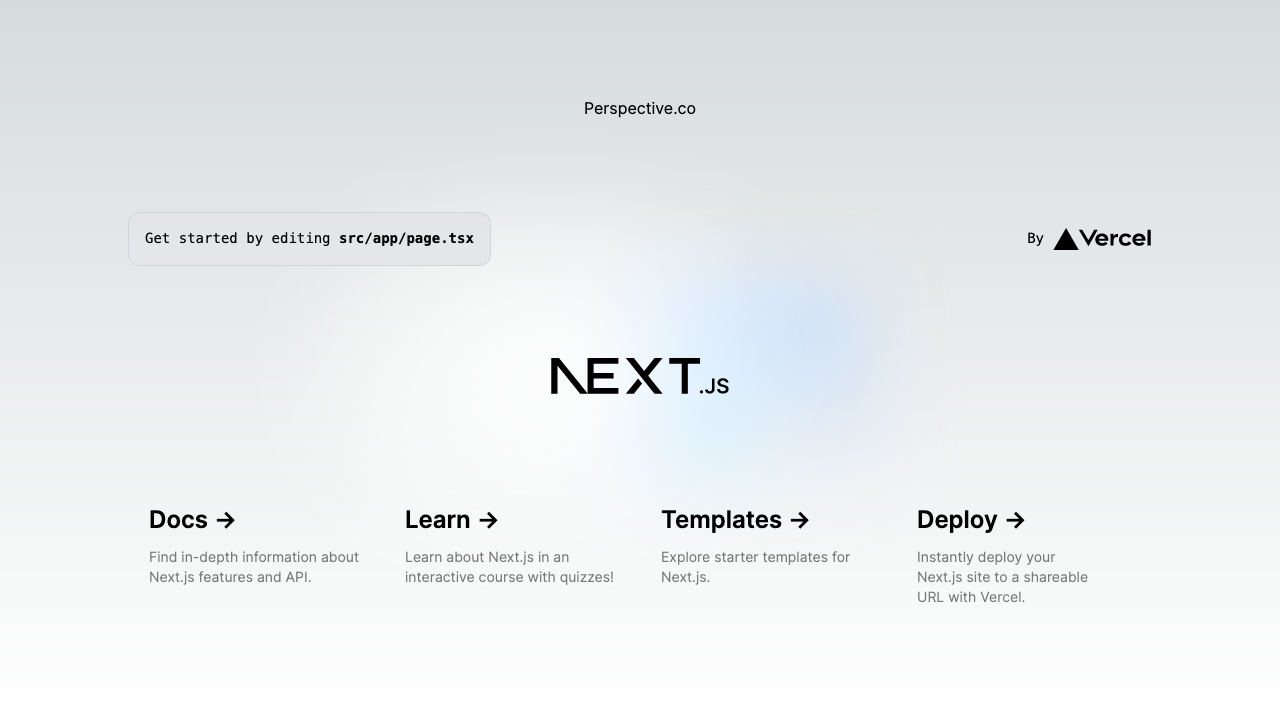 Perspective.co
Get started by editing src/app/page.tsx
By Vercel
NEXT.JS
Docs →
Find in-depth information about
Next.js features and API.
Learn →
Learn about Next.js in an
interactive course with quizzes!
Templates →
Explore starter templates for
Next.js.
Deploy →
Instantly deploy your
Next.js site to a shareable
URL with Vercel.